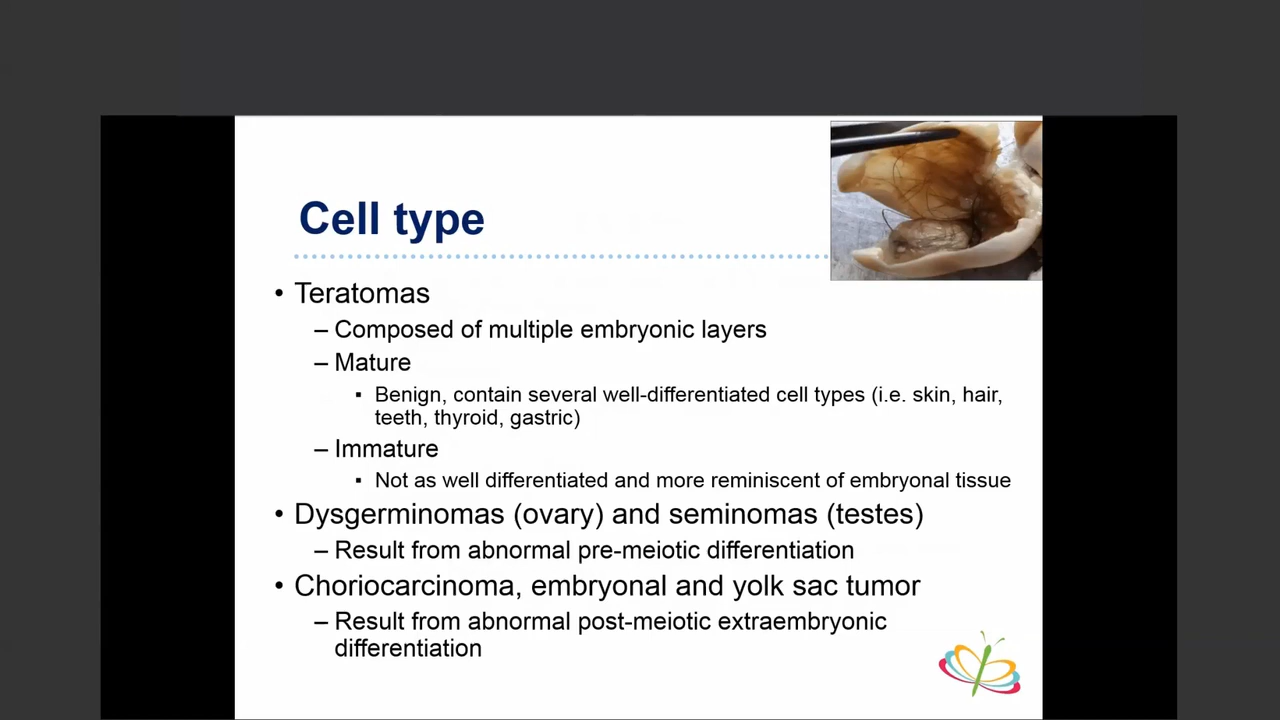 Cell type
• Teratomas
– Composed of multiple embryonic layers
– Mature
▪ Benign, contain several well-differentiated cell types (i.e. skin, hair,
teeth, thyroid, gastric)
– Immature
▪ Not as well differentiated and more reminiscent of embryonal tissue
• Dysgerminomas (ovary) and seminomas (testes)
– Result from abnormal pre-meiotic differentiation
• Choriocarcinoma, embryonal and yolk sac tumor
– Result from abnormal post-meiotic extraembryonic
differentiation